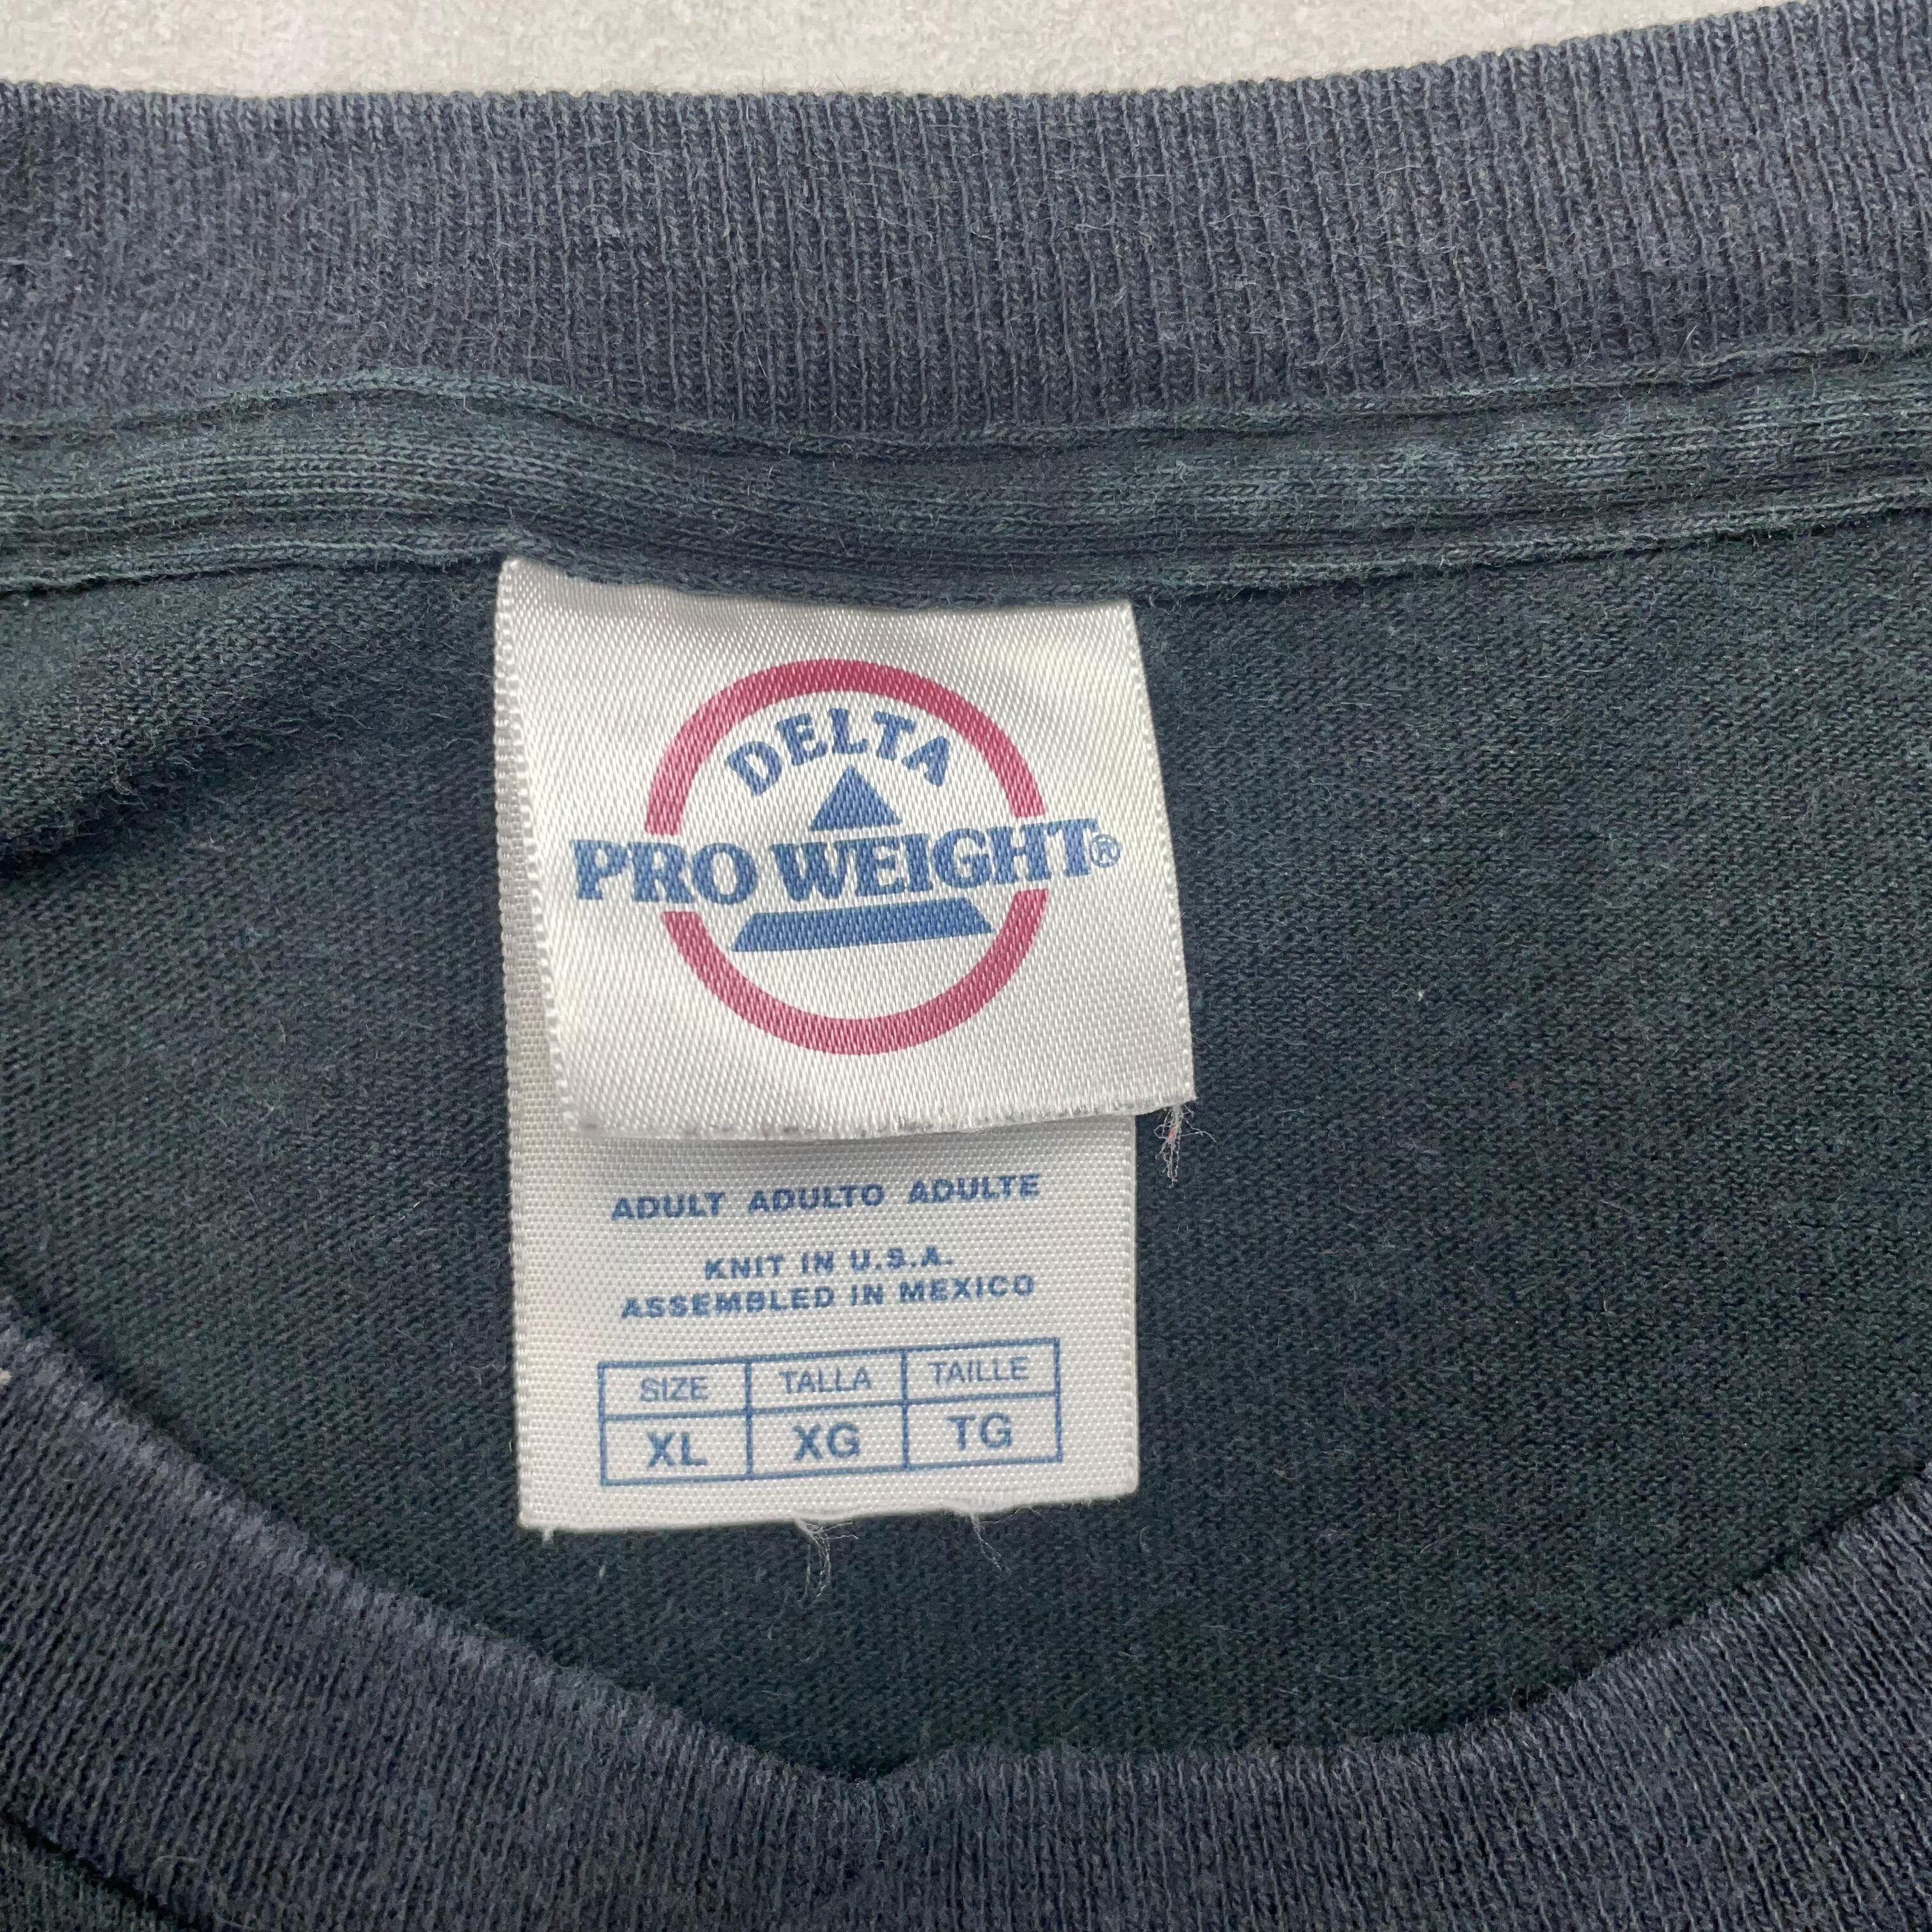 DELTA
PRO WEIGHT®
ADULT ADULTO ADULTE
KNIT IN U.S.A.
ASSEMBLED IN MEXICO
SIZE TALLA TAILLE
XL XG TG